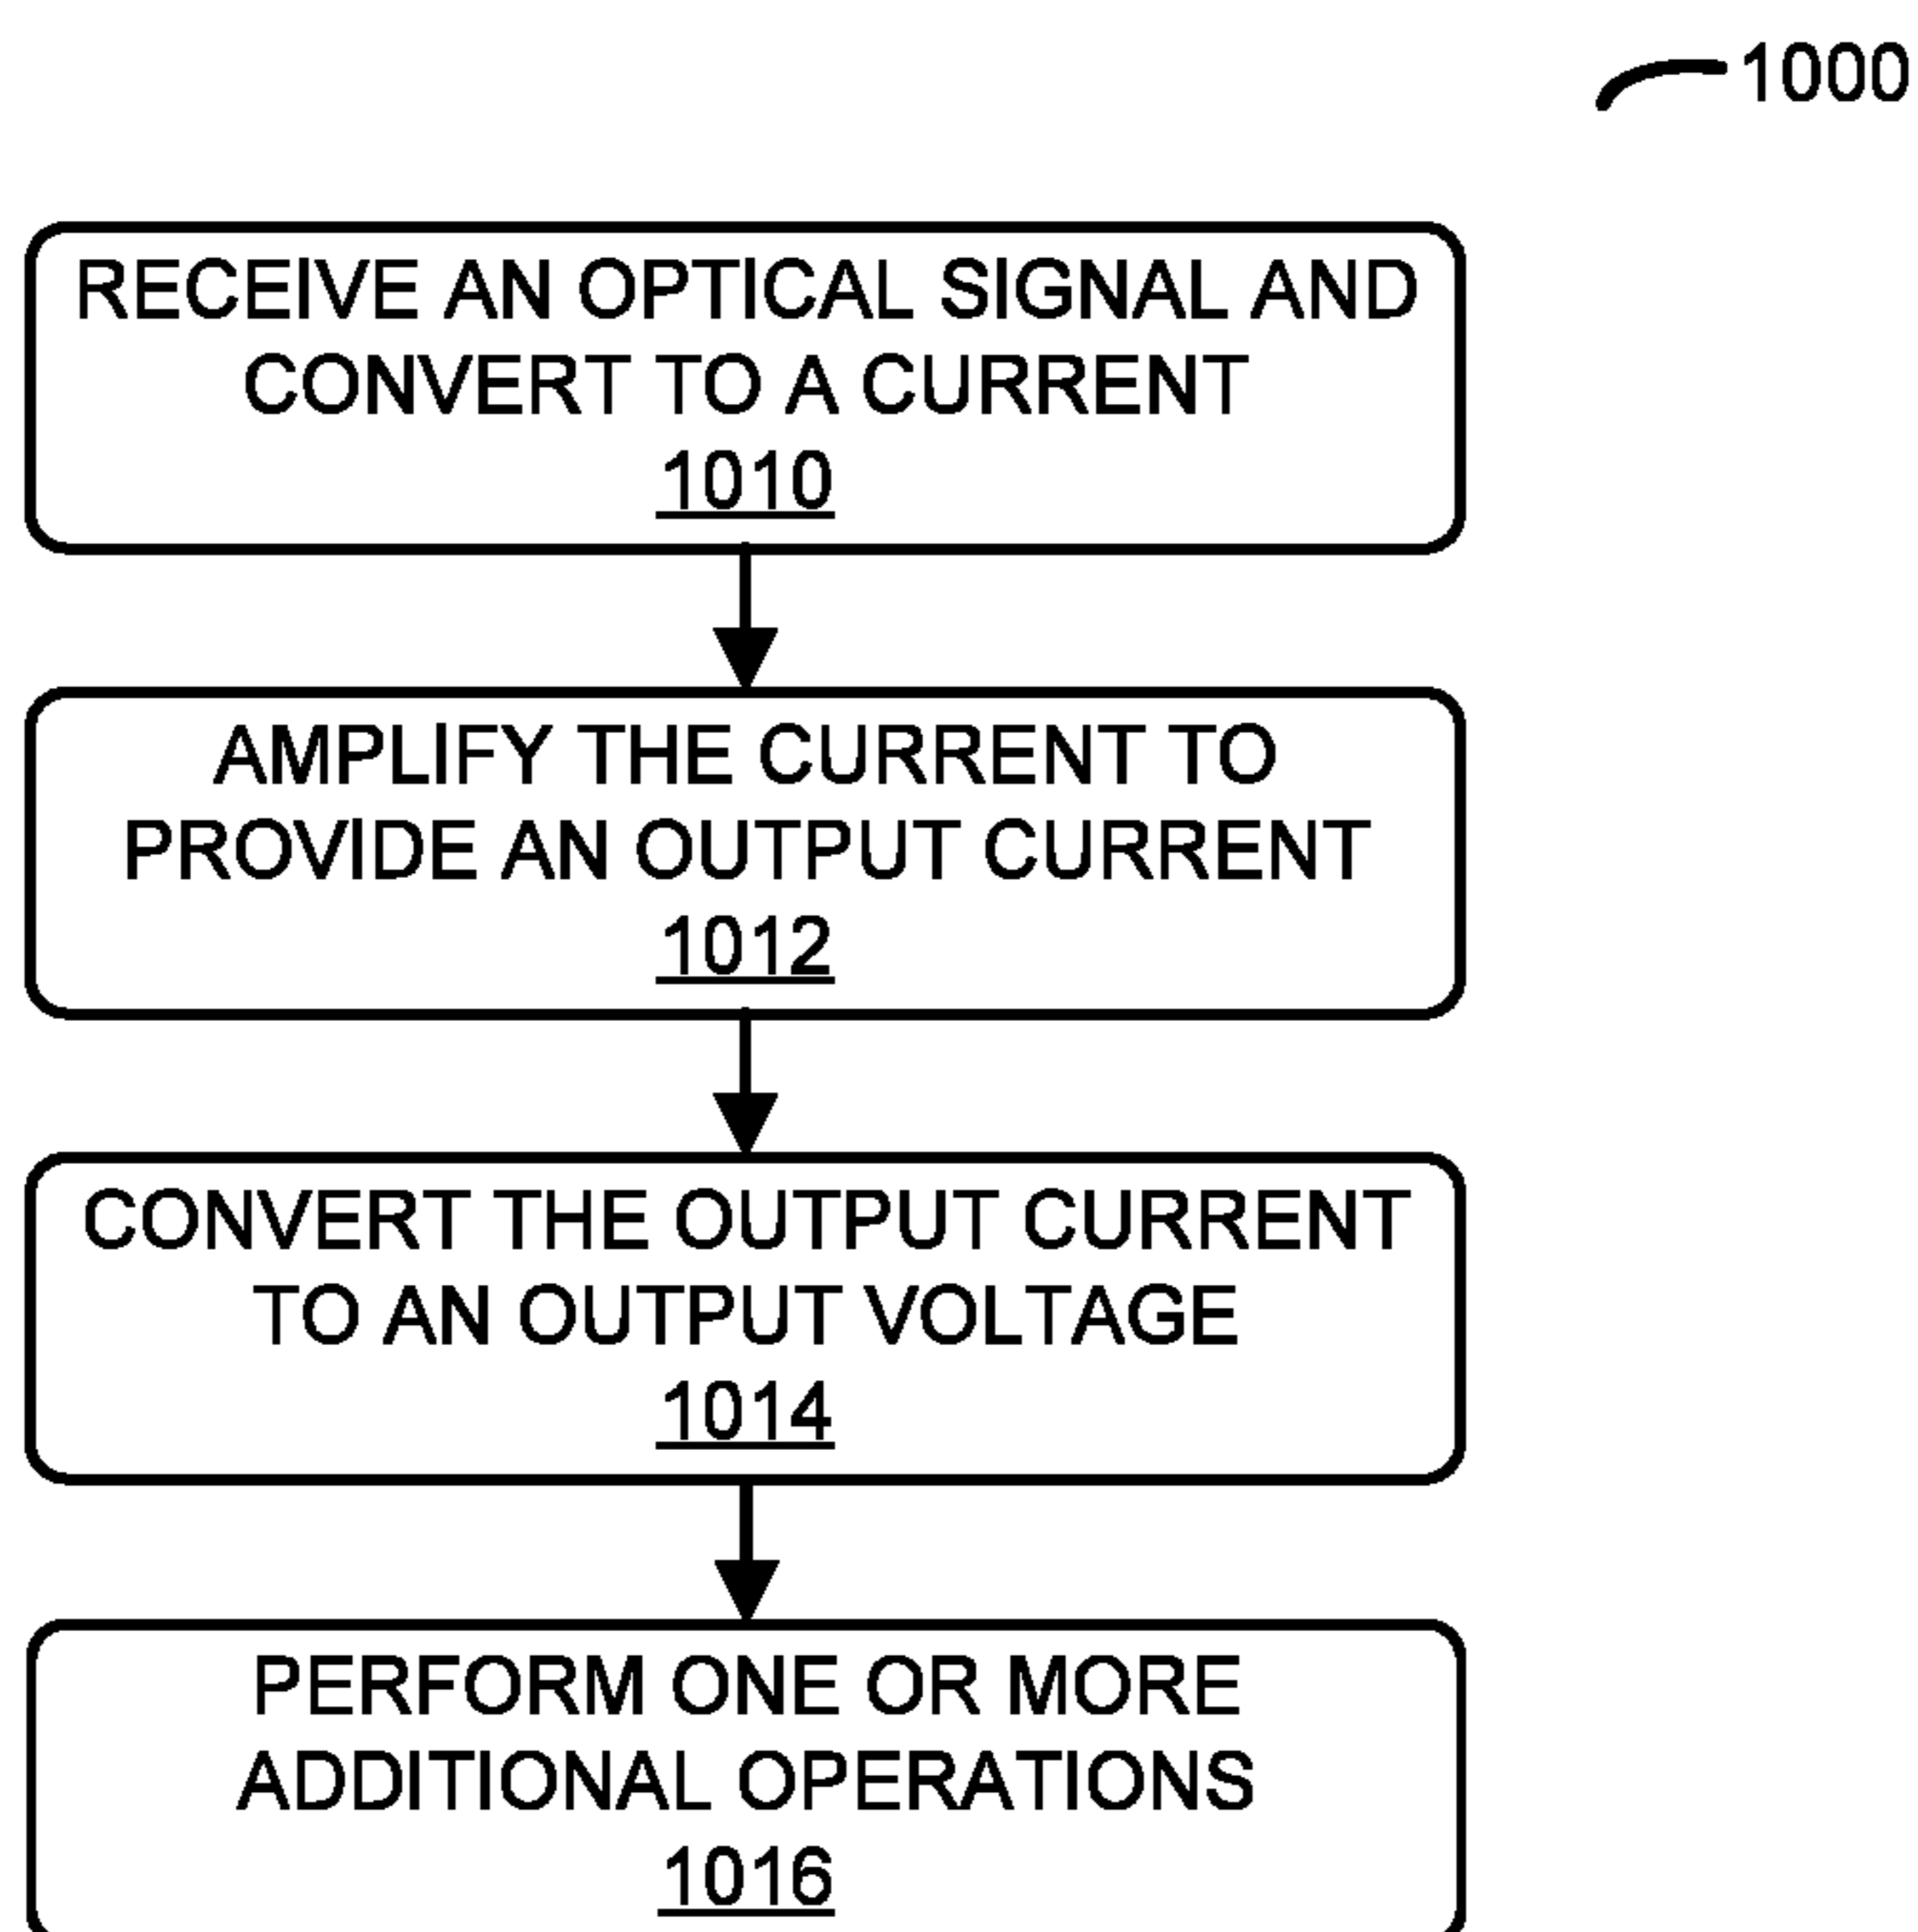 1000
RECEIVE AN OPTICAL SIGNAL AND
CONVERT TO A CURRENT
1010
AMPLIFY THE CURRENT TO
PROVIDE AN OUTPUT CURRENT
1012
CONVERT THE OUTPUT CURRENT
TO AN OUTPUT VOLTAGE
1014
PERFORM ONE OR MORE
ADDITIONAL OPERATIONS
1016